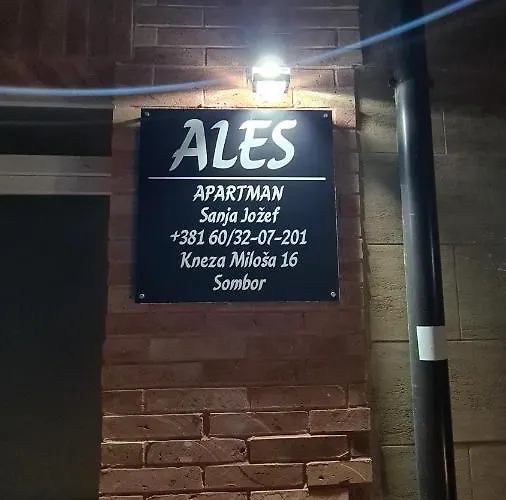 ALES
APARTMAN
Sanja Jožef
+381 60/32-07-201
Kneza Miloša 16
Sombor